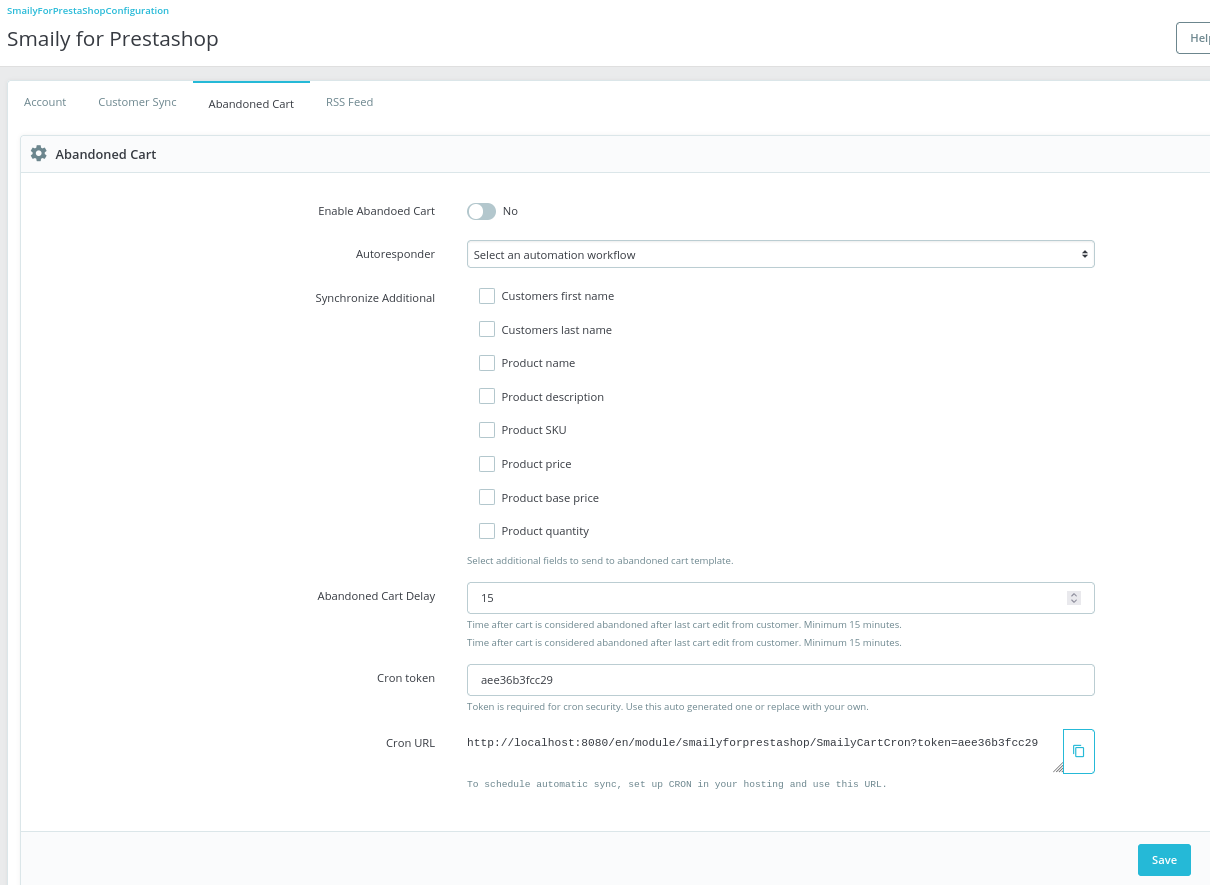 SmailyForPrestaShopConfiguration
Smaily for Prestashop
Help
Account
Customer Sync
Abandoned Cart
RSS Feed
Abandoned Cart
Enable Abandoed Cart
No
Autoresponder
Select an automation workflow
Synchronize Additional
Customers first name
Customers last name
Product name
Product description
Product SKU
Product price
Product base price
Product quantity
Select additional fields to send to abandoned cart template.
Abandoned Cart Delay
15
Time after cart is considered abandoned after last cart edit from customer. Minimum 15 minutes.
Time after cart is considered abandoned after last cart edit from customer. Minimum 15 minutes.
Cron token
aee36b3fcc29
Token is required for cron security. Use this auto generated one or replace with your own.
Cron URL
http://localhost:8080/en/module/smailyforprestashop/SmailyCartCron?token=aee36b3fcc29
To schedule automatic sync, set up CRON in your hosting and use this URL.
Save